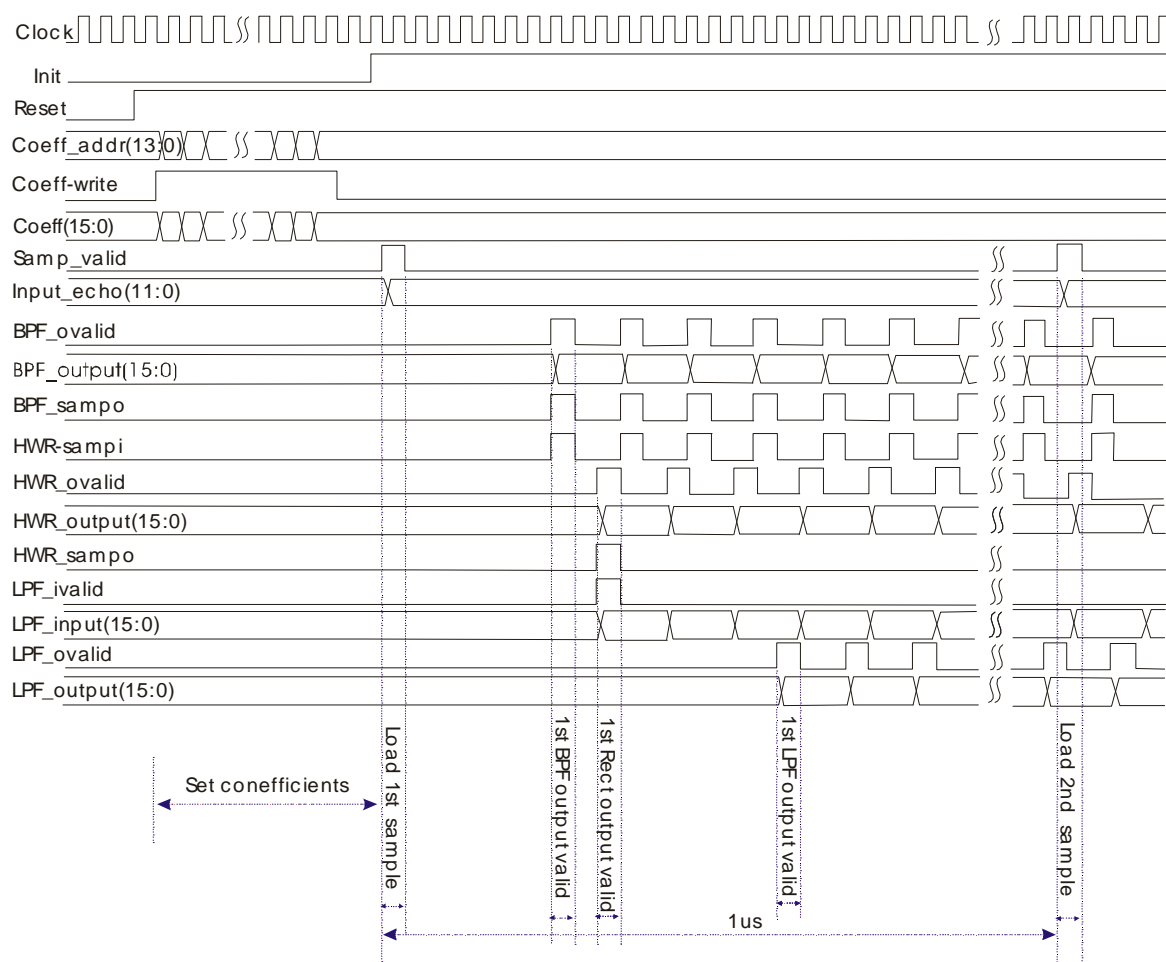 Clock
Init
Reset
Coeff_addr(13:0)
Coeff-write
Coeff(15:0)
Samp_valid
Input_echo(11:0)
BPF_ovalid
BPF_output(15:0)
BPF_sampo
HWR-sampi
HWR_ovalid
HWR_output(15:0)
HWR_sampo
LPF_ivalid
LPF_input(15:0)
LPF_ovalid
LPF_output(15:0)
Set conefficients
Load 1st sample
1st BPF output valid
1st Rect output valid
1st LPF output valid
Load 2nd sample
1us